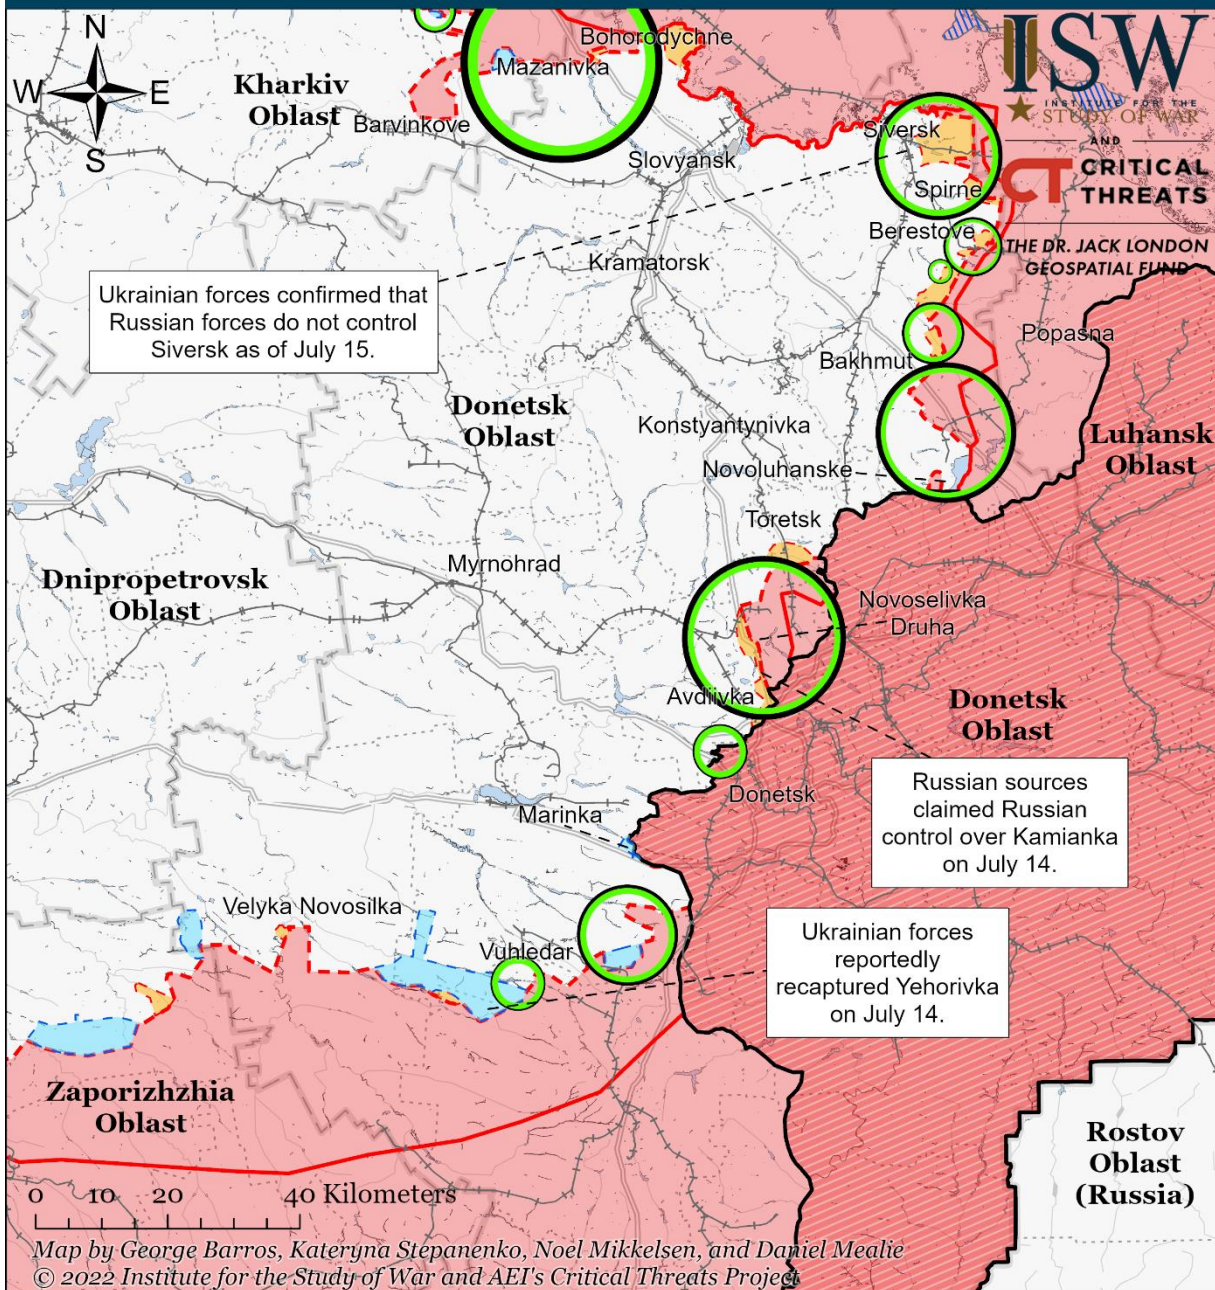 N
W
E
S
Kharkiv
Oblast
Bohorodychne
Mazanivka
Barvinkove
Slovyansk
ISW
INSTITUTE FOR THE
STUDY OF WAR
AND
CT CRITICAL
THREATS
THE DR. JACK LONDON
GEOSPATIAL FUND
Siversk
Spirne
Berestove
Kramatorsk
Ukrainian forces confirmed that
Russian forces do not control
Siversk as of July 15.
Popasna
Bakhmut
Donetsk
Oblast
Konstyantynivka
Luhansk
Oblast
Novoluhanske
Toretsk
Myrnohrad
Dnipropetrovsk
Oblast
Novoselivka
Druha
Avdiivka
Donetsk
Oblast
Donetsk
Marinka
Russian sources
claimed Russian
control over Kamianka
on July 14.
Velyka Novosilka
Vuhledar
Ukrainian forces
reportedly
recaptured Yehorivka
on July 14.
Zaporizhzhia
Oblast
Rostov
Oblast
(Russia)
0 10 20 40 Kilometers
Map by George Barros, Kateryna Stepanenko, Noel Mikkelsen, and Daniel Mealie
© 2022 Institute for the Study of War and AEI's Critical Threats Project